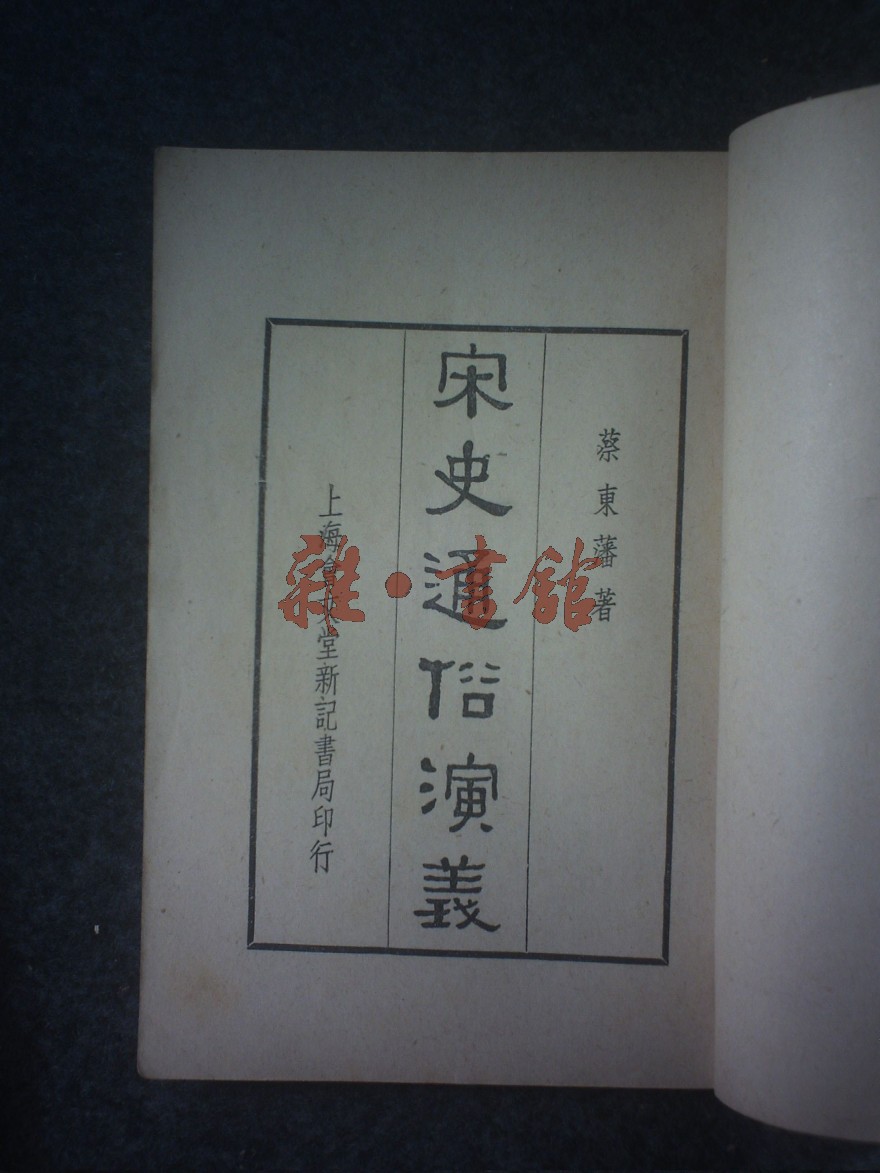 蔡東藩著
宋史通俗演義
上海會文堂新記書局印行
雜·書館